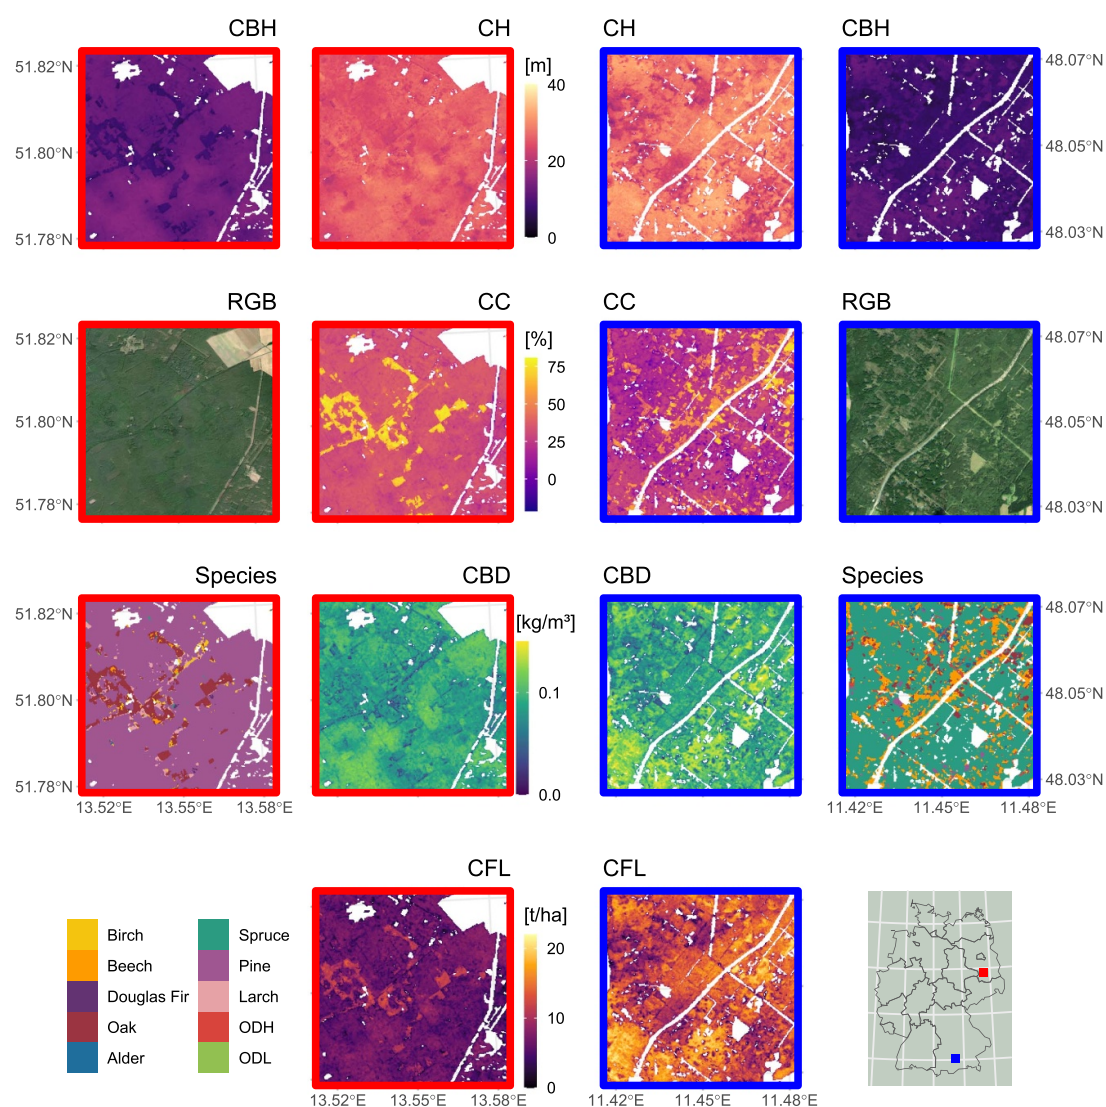 CBH CH CH CBH
51.82°N [m] 48.07°N
40
51.80°N 20 48.05°N
51.78°N 0 48.03°N
RGB CC CC RGB
51.82°N [%] 48.07°N
75
50
51.80°N 48.05°N
25
0
51.78°N 48.03°N
Species CBD CBD Species
51.82°N [kg/m³] 48.07°N
51.80°N 0.1 48.05°N
51.78°N 0.0 48.03°N
13.52°E 13.55°E 13.58°E 11.42°E 11.45°E 11.48°E
CFL CFL
[t/ha]
20
Birch Spruce
Beech Pine
Douglas Fir Larch
10
Oak ODH
Alder ODL
0
13.52°E 13.55°E 13.58°E 11.42°E 11.45°E 11.48°E